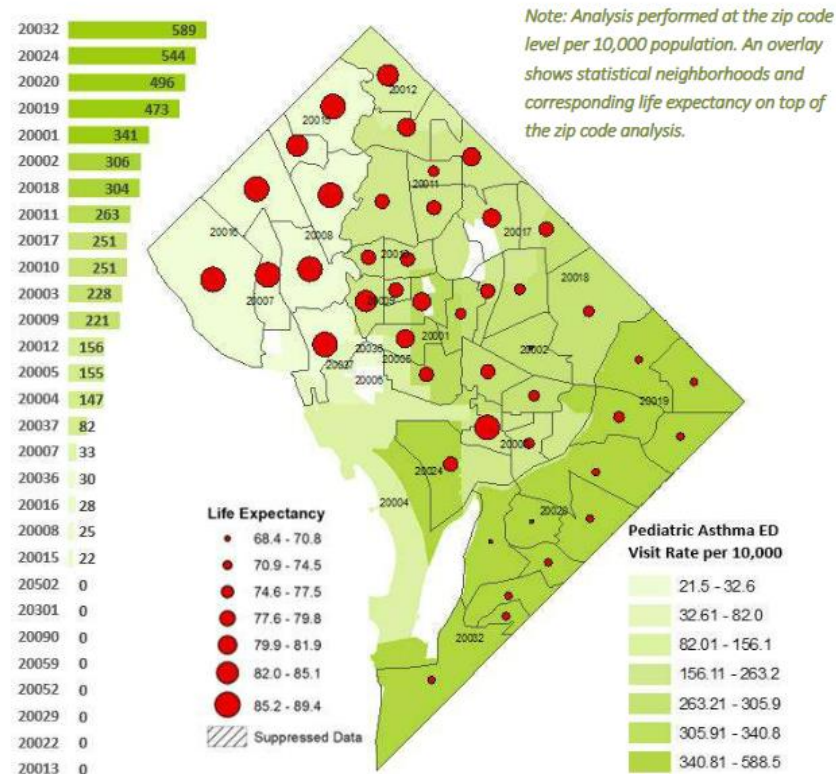 Note: Analysis performed at the zip code
level per 10,000 population. An overlay
shows statistical neighborhoods and
corresponding life expectancy on top of
the zip code analysis.
20032 589
20024 544
20020 496
20019 473
20001 341
20002 306
20018 304
20011 263
20017 251
20010 251
20003 228
20009 221
20012 156
20005 155
20004 147
20037 82
20007 33
20036 30
20016 28
20008 25
20015 22
20502 0
20301 0
20090 0
20059 0
20052 0
20029 0
20022 0
20013 0
20012
20015
20011
20016
20008
20017
20010
20018
20007
20009
20001
20036
20002
20037
20005
20019
20024
20004
20020
20032
Life Expectancy
68.4 - 70.8
70.9 - 74.5
74.6 - 77.5
77.6 - 79.8
79.9 - 81.9
82.0 - 85.1
85.2 - 89.4
Suppressed Data
Pediatric Asthma ED
Visit Rate per 10,000
21.5 - 32.6
32.61 - 82.0
82.01 - 156.1
156.11 - 263.2
263.21 - 305.9
305.91 - 340.8
340.81 - 588.5